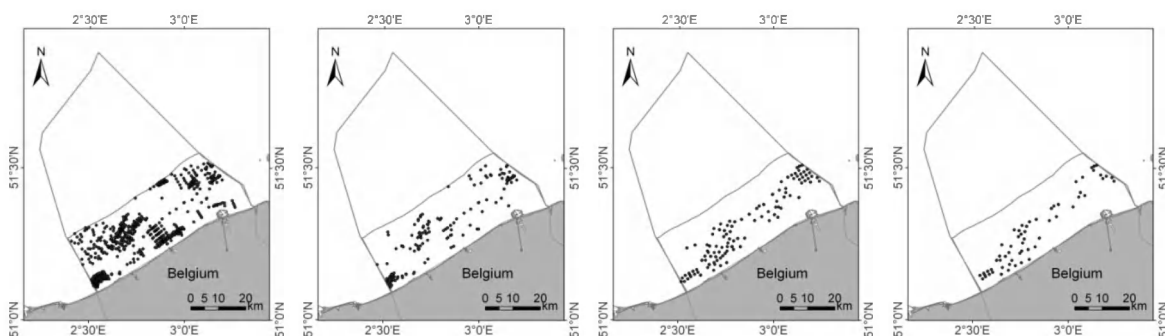 2°30'E 3°0'E 2°30'E 3°0'E 2°30'E 3°0'E 2°30'E 3°0'E
N N N N
51°30'N 51°30'N 51°30'N 51°30'N
Belgium Belgium Belgium Belgium
0 5 10 20 0 5 10 20 0 5 10 20 0 5 10 20
km km km km
51°0'N 51°0'N 51°0'N 51°0'N
2°30'E 3°0'E 2°30'E 3°0'E 2°30'E 3°0'E 2°30'E 3°0'E